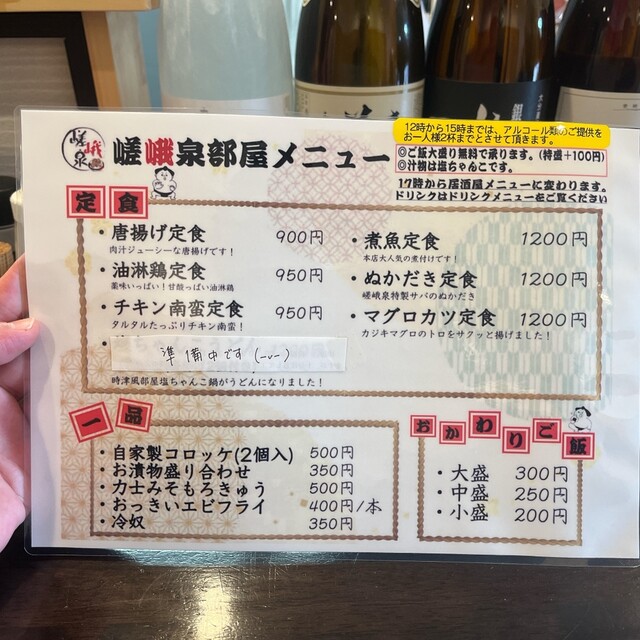 嵯峨泉
嵯峨泉部屋メニュー
12時から15時までは、アルコール類のご提供を
お一人様2杯までとさせて頂きます。
◎ご飯大盛り無料で承ります。(特盛+100円)
◎汁物は塩ちゃんこです。
17時から居酒屋メニューに変わります。
ドリンクはドリンクメニューをご覧ください
定食
・唐揚げ定食 900円
肉汁ジューシーな唐揚げです!
・油淋鶏定食 950円
薬味いっぱい!甘酸っぱい油淋鶏
・チキン南蛮定食 950円
タルタルたっぷりチキン南蛮!
準備中です(-_-)
時津風部屋塩ちゃんこ鍋がうどんになりました!
・煮魚定食 1200円
本店大人気の煮付けです!
・ぬかだき定食 1200円
嵯峨泉特製サバのぬかだき
・マグロカツ定食 1200円
カジキマグロのトロをサクッと揚げました!
一品
・自家製コロッケ(2個入) 500円
・お漬物盛り合わせ 350円
・力士みそもろきゅう 500円
・おっきいエビフライ 400円/本
・冷奴 350円
おかわりご飯
・大盛 300円
・中盛 250円
・小盛 200円